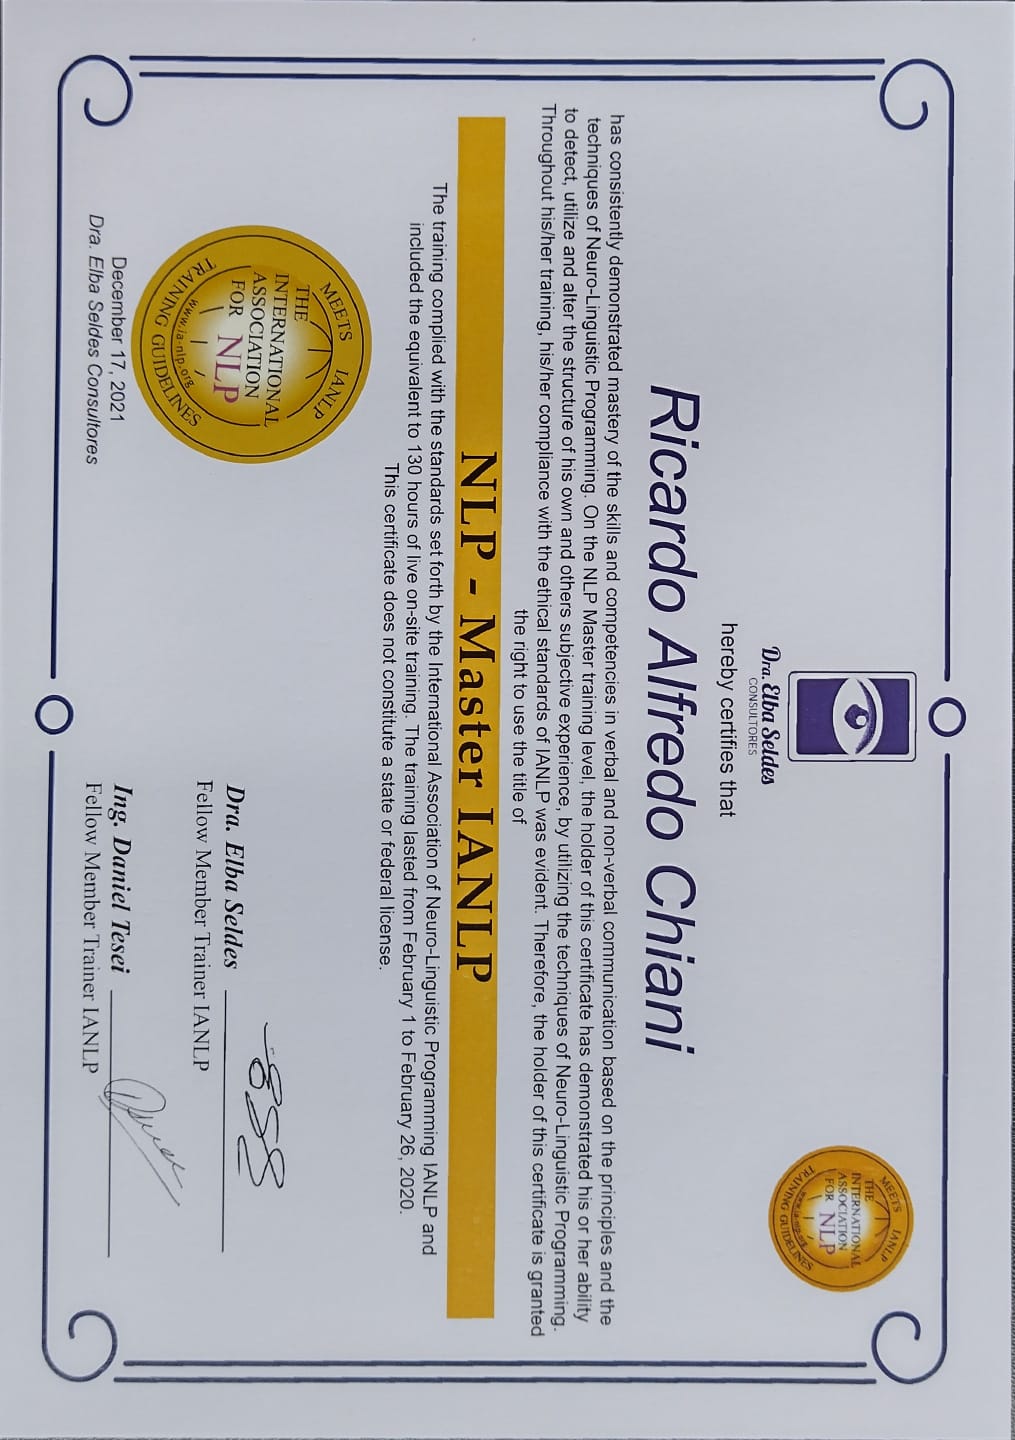 Dra. Elba Seldes
CONSULTORES
MEETS IANLP
THE
INTERNATIONAL
ASSOCIATION
FOR NLP
www.ia-nlp.org
TRAINING GUIDELINES
hereby certifies that
Ricardo Alfredo Chiani
has consistently demonstrated mastery of the skills and competencies in verbal and non-verbal communication based on the principles and the
techniques of Neuro-Linguistic Programming. On the NLP Master training level, the holder of this certificate has demonstrated his or her ability
to detect, utilize and alter the structure of his own and others subjective experience, by utilizing the techniques of Neuro-Linguistic Programming.
Throughout his/her training, his/her compliance with the ethical standards of IANLP was evident. Therefore, the holder of this certificate is granted
the right to use the title of
NLP - Master IANLP
The training complied with the standards set forth by the International Association of Neuro-Linguistic Programming IANLP and
included the equivalent to 130 hours of live on-site training. The training lasted from February 1 to February 26, 2020.
This certificate does not constitute a state or federal license.
MEETS IANLP
THE
INTERNATIONAL
ASSOCIATION
FOR NLP
www.ia-nlp.org
TRAINING GUIDELINES
Dra. Elba Seldes
Fellow Member Trainer IANLP
December 17, 2021
Dra. Elba Seldes Consultores
Ing. Daniel Tesei
Fellow Member Trainer IANLP